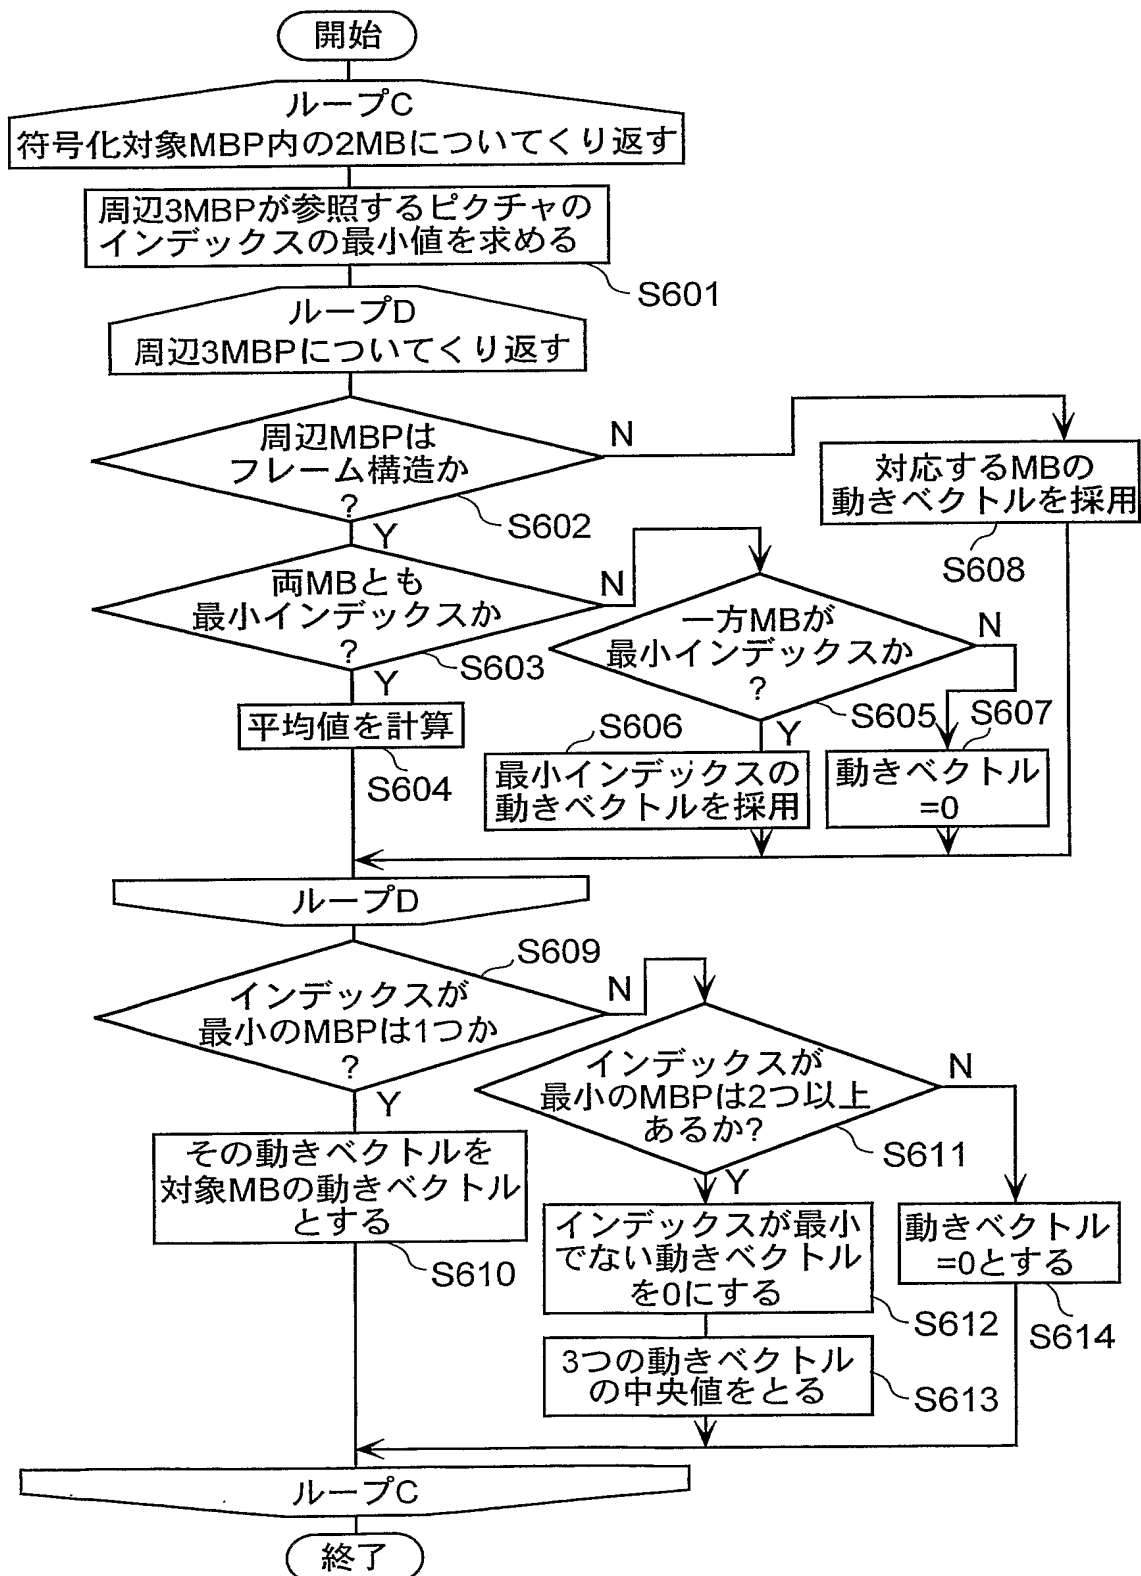 開始
ループC
符号化対象MBP内の2MBについてくり返す
周辺3MBPが参照するピクチャの
インデックスの最小値を求める
S601
ループD
周辺3MBPについてくり返す
周辺MBPは
フレーム構造か
?
N
Y
S602
対応するMBの
動きベクトルを採用
S608
両MBとも
最小インデックスか
?
N
Y
S603
一方MBが
最小インデックスか
?
N
Y
S605
平均値を計算
S604
S606
最小インデックスの
動きベクトルを採用
S607
動きベクトル
=0
ループD
S609
インデックスが
最小のMBPは1つか
?
N
Y
インデックスが
最小のMBPは2つ以上
あるか?
N
Y
S611
その動きベクトルを
対象MBの動きベクトル
とする
S610
インデックスが最小
でない動きベクトル
を0にする
S612
動きベクトル
=0とする
S614
3つの動きベクトル
の中央値をとる
S613
ループC
終了